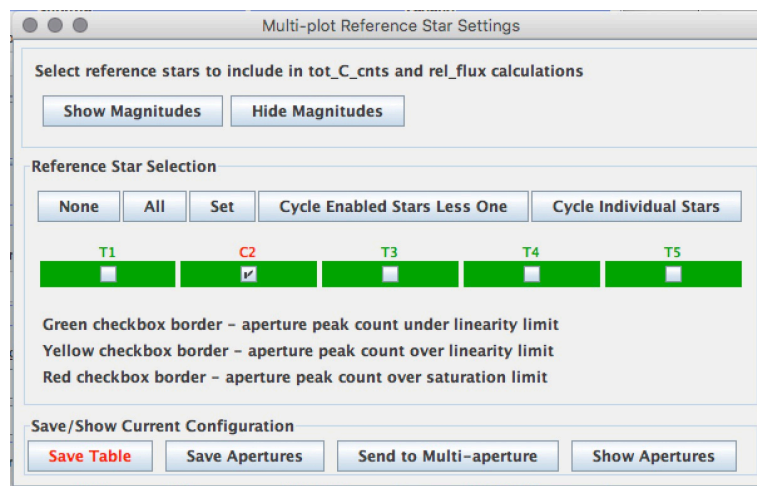 Multi-plot Reference Star Settings
Select reference stars to include in tot_C_cnts and rel_flux calculations
Show Magnitudes Hide Magnitudes
Reference Star Selection
None All Set Cycle Enabled Stars Less One Cycle Individual Stars
T1 C2 T3 T4 T5
Green checkbox border – aperture peak count under linearity limit
Yellow checkbox border – aperture peak count over linearity limit
Red checkbox border – aperture peak count over saturation limit
Save/Show Current Configuration
Save Table Save Apertures Send to Multi-aperture Show Apertures